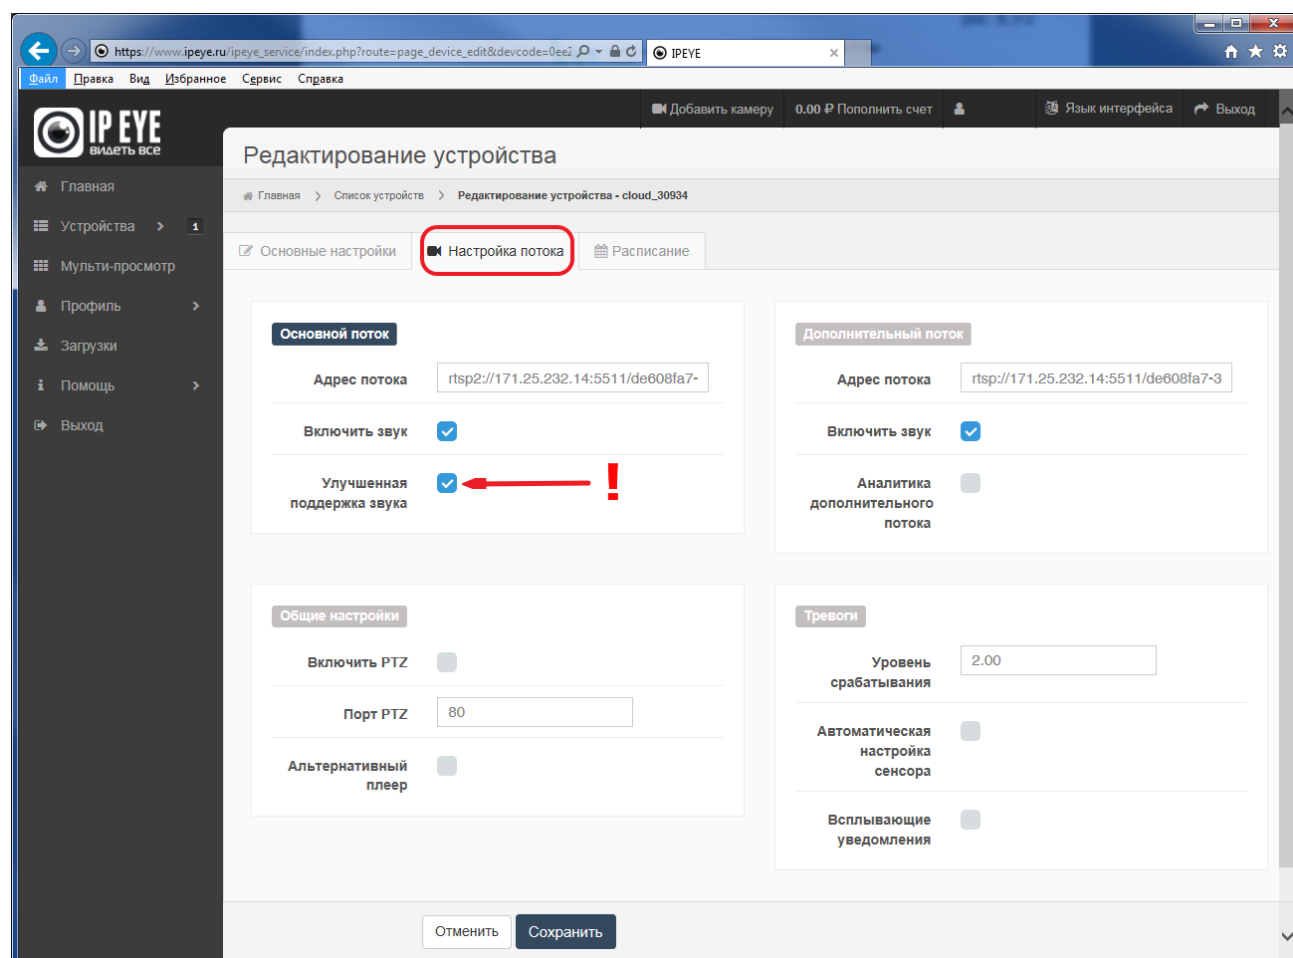 https://www.ipeye.ru/ipeye_service/index.php?route=page_device_edit&devcode=0ee2
IPEYE
Файл Правка Вид Избранное Сервис Справка
IP EYE
ВИДЕТЬ ВСЕ
Добавить камеру
0.00 ₽ Пополнить счет
Язык интерфейса
Выход
Редактирование устройства
Главная > Список устройств > Редактирование устройства - cloud_30934
Главная
Устройства > 1
Мульти-просмотр
Профиль >
Загрузки
Помощь >
Выход
Основные настройки
Настройка потока
Расписание
Основной поток
Адрес потока rtsp2://171.25.232.14:5511/de608fa7-
Включить звук
Улучшенная
поддержка звука
!
Дополнительный поток
Адрес потока rtsp://171.25.232.14:5511/de608fa7-3
Включить звук
Аналитика
дополнительного
потока
Общие настройки
Включить PTZ
Порт PTZ 80
Альтернативный
плеер
Тревоги
Уровень
срабатывания
2.00
Автоматическая
настройка
сенсора
Всплывающие
уведомления
Отменить
Сохранить